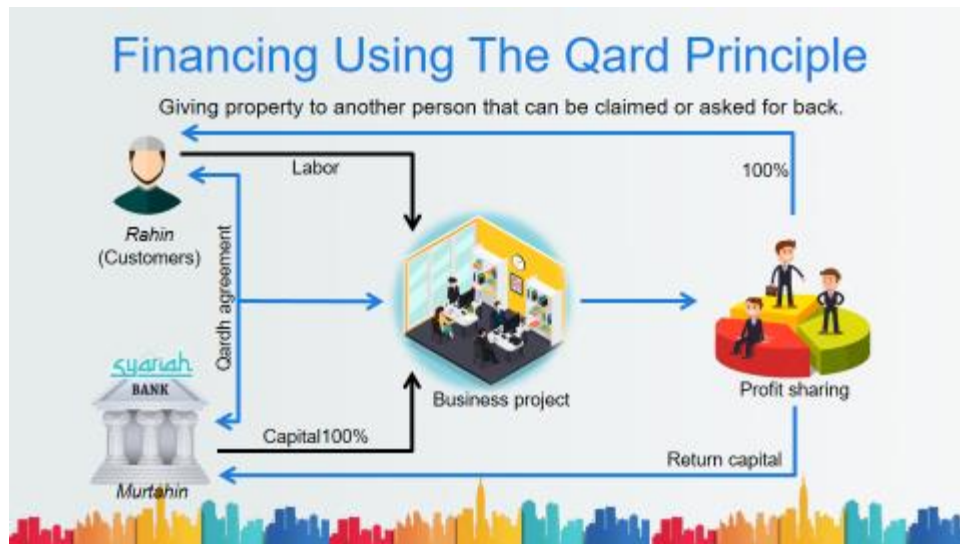 Financing Using The Qard Principle
Giving property to another person that can be claimed or asked for back.
Labor
100%
Rahin
(Customers)
Qardh agreement
syariah
BANK
Murtahin
Capital100%
Business project
Profit sharing
Return capital